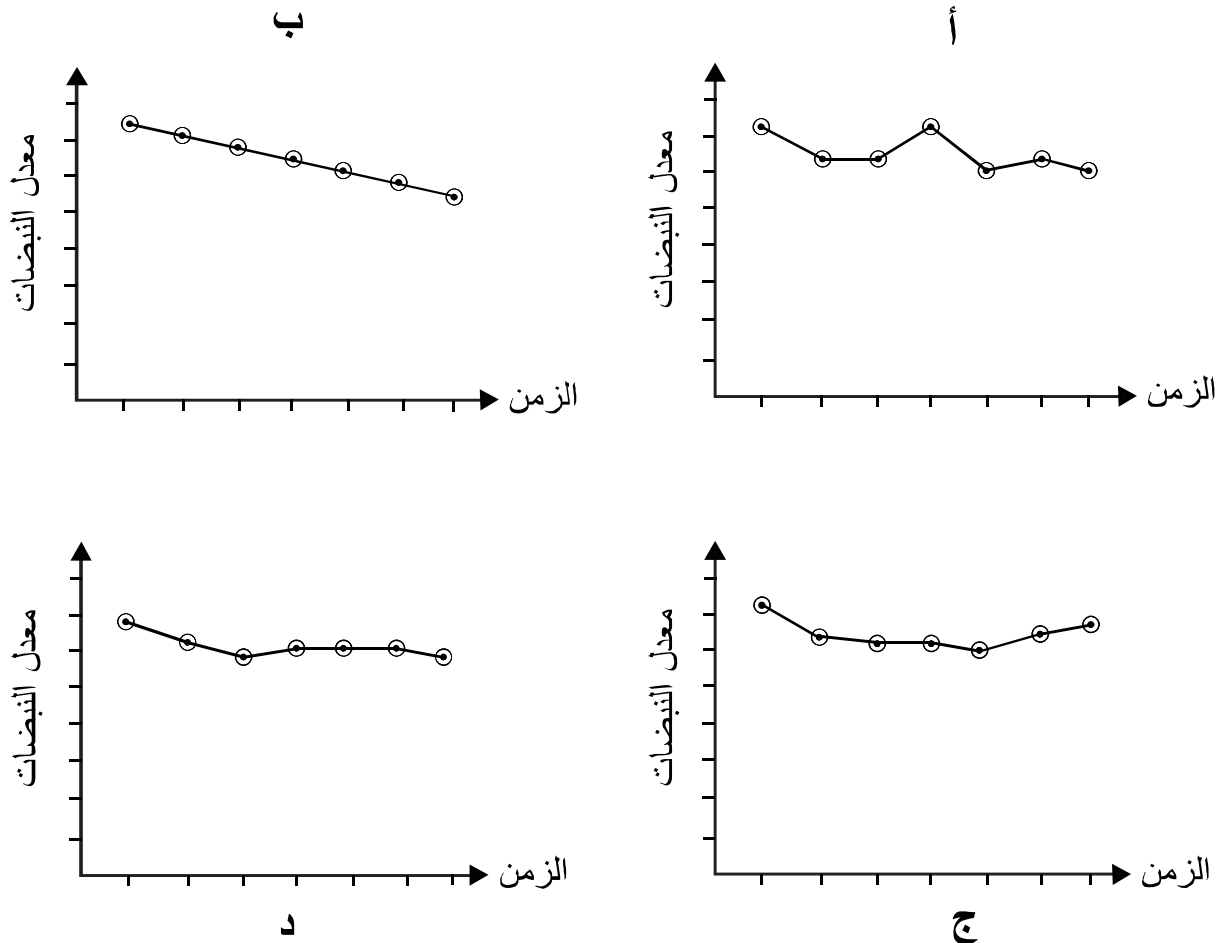 أ
معدل النبضات
الزمن
ب
معدل النبضات
الزمن
معدل النبضات
الزمن
ج
معدل النبضات
الزمن
د